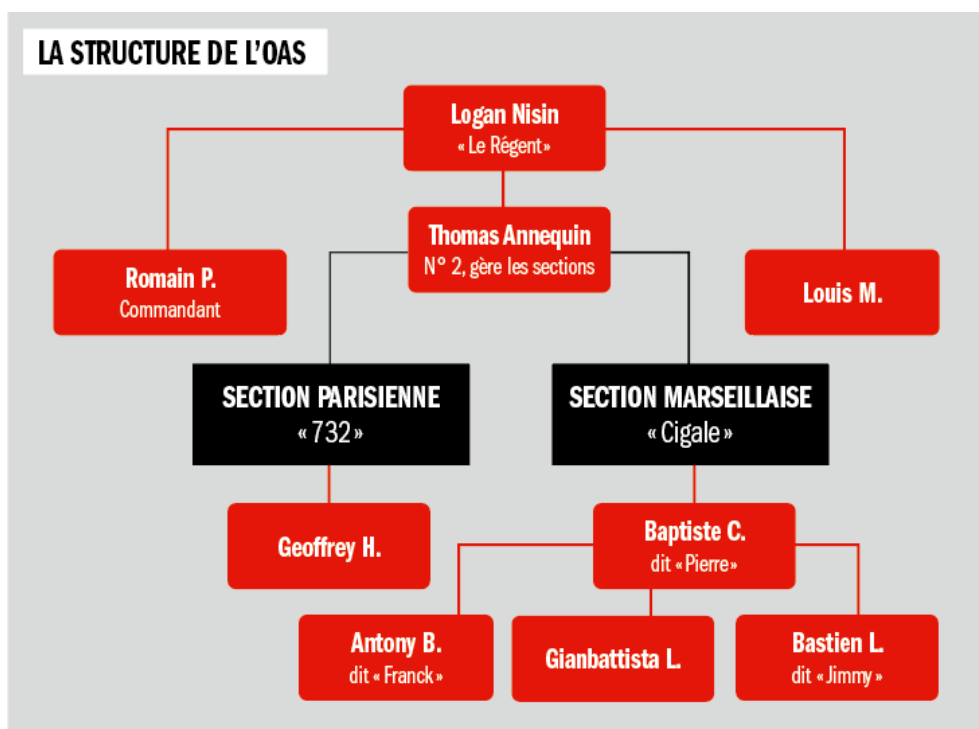 LA STRUCTURE DE L'OAS
Logan Nisin
« Le Régent »
Thomas Annequin
N° 2, gère les sections
Romain P.
Commandant
Louis M.
SECTION PARISIENNE
« 732 »
SECTION MARSEILLAISE
« Cigale »
Geoffrey H.
Baptiste C.
dit « Pierre »
Antony B.
dit « Franck »
Gianbattista L.
Bastien L.
dit « Jimmy »